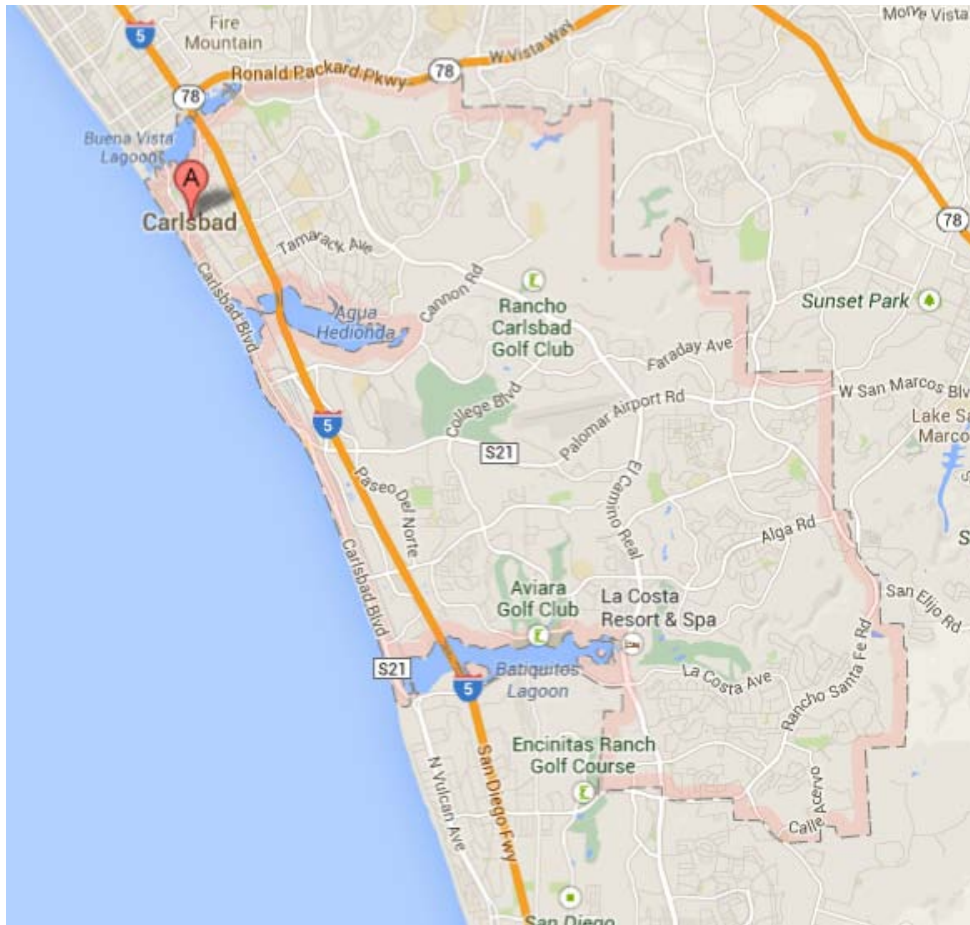 Fire
Mountain
Monte Vista
5
W Vista Way
78
Ronald Packard Pkwy
78
Buena Vista
Lagoon
A
Carlsbad
78
Tamarack Ave
Carlsbad Blvd
Cannon Rd
Agua
Hedionda
Rancho
Carlsbad
Golf Club
Sunset Park
Faraday Ave
W San Marcos Blv
College Blvd
Palomar Airport Rd
Lake Sa
Marco
5
S21
S
Paseo Del Norte
El Camino Real
Alga Rd
S
Carlsbad Blvd
Aviara
Golf Club
La Costa
Resort & Spa
San Elijo Rd
S21
Batiquitos
Lagoon
La Costa Ave
Rancho Santa Fe Rd
5
Encinitas Ranch
Golf Course
N Vulcan Ave
San Diego Fwy
Calle Acervo
San Diego